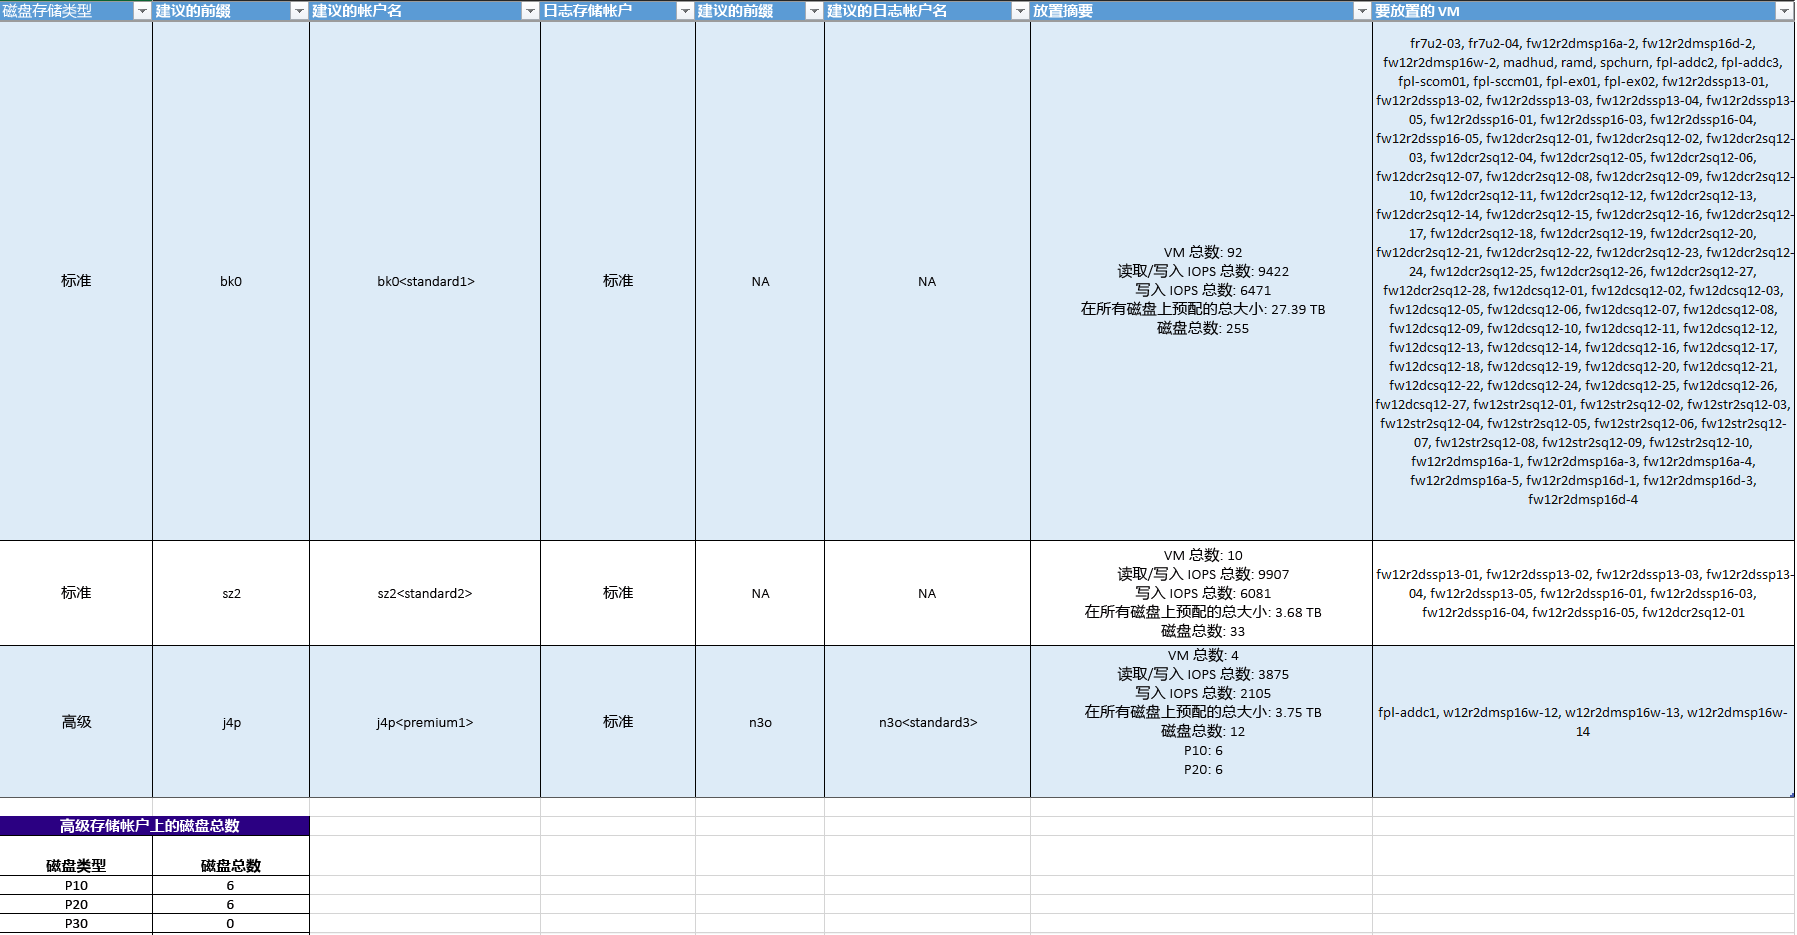 磁盘存储类型 建议的前缀 建议的帐户名 日志存储帐户 建议的前缀 建议的日志帐户名 放置摘要 要放置的 VM
标准
bk0
bk0<standard1>
标准
NA
NA
VM 总数: 92
读取/写入 IOPS 总数: 9422
写入 IOPS 总数: 6471
在所有磁盘上预配的总大小: 27.39 TB
磁盘总数: 255
fr7u2-03, fr7u2-04, fw12r2dmsp16a-2, fw12r2dmsp16d-2,
fw12r2dmsp16w-2, madhud, ramd, spchurn, fpl-addc2, fpl-addc3,
fpl-scom01, fpl-sccm01, fpl-ex01, fpl-ex02, fw12r2dssp13-01,
fw12r2dssp13-02, fw12r2dssp13-03, fw12r2dssp13-04, fw12r2dssp13-
05, fw12r2dssp16-01, fw12r2dssp16-03, fw12r2dssp16-04,
fw12r2dssp16-05, fw12dcr2sq12-01, fw12dcr2sq12-02, fw12dcr2sq12-
03, fw12dcr2sq12-04, fw12dcr2sq12-05, fw12dcr2sq12-06,
fw12dcr2sq12-07, fw12dcr2sq12-08, fw12dcr2sq12-09, fw12dcr2sq12-
10, fw12dcr2sq12-11, fw12dcr2sq12-12, fw12dcr2sq12-13,
fw12dcr2sq12-14, fw12dcr2sq12-15, fw12dcr2sq12-16, fw12dcr2sq12-
17, fw12dcr2sq12-18, fw12dcr2sq12-19, fw12dcr2sq12-20,
fw12dcr2sq12-21, fw12dcr2sq12-22, fw12dcr2sq12-23, fw12dcr2sq12-
24, fw12dcr2sq12-25, fw12dcr2sq12-26, fw12dcr2sq12-27,
fw12dcr2sq12-28, fw12dcsq12-01, fw12dcsq12-02, fw12dcsq12-03,
fw12dcsq12-05, fw12dcsq12-06, fw12dcsq12-07, fw12dcsq12-08,
fw12dcsq12-09, fw12dcsq12-10, fw12dcsq12-11, fw12dcsq12-12,
fw12dcsq12-13, fw12dcsq12-14, fw12dcsq12-16, fw12dcsq12-17,
fw12dcsq12-18, fw12dcsq12-19, fw12dcsq12-20, fw12dcsq12-21,
fw12dcsq12-22, fw12dcsq12-24, fw12dcsq12-25, fw12dcsq12-26,
fw12dcsq12-27, fw12str2sq12-01, fw12str2sq12-02, fw12str2sq12-03,
fw12str2sq12-04, fw12str2sq12-05, fw12str2sq12-06, fw12str2sq12-
07, fw12str2sq12-08, fw12str2sq12-09, fw12str2sq12-10,
fw12r2dmsp16a-1, fw12r2dmsp16a-3, fw12r2dmsp16a-4,
fw12r2dmsp16a-5, fw12r2dmsp16d-1, fw12r2dmsp16d-3,
fw12r2dmsp16d-4
标准
sz2
sz2<standard2>
标准
NA
NA
VM 总数: 10
读取/写入 IOPS 总数: 9907
写入 IOPS 总数: 6081
在所有磁盘上预配的总大小: 3.68 TB
磁盘总数: 33
fw12r2dssp13-01, fw12r2dssp13-02, fw12r2dssp13-03, fw12r2dssp13-
04, fw12r2dssp13-05, fw12r2dssp16-01, fw12r2dssp16-03,
fw12r2dssp16-04, fw12r2dssp16-05, fw12dcr2sq12-01
高级
j4p
j4p<premium1>
标准
n3o
n3o<standard3>
VM 总数: 4
读取/写入 IOPS 总数: 3875
写入 IOPS 总数: 2105
在所有磁盘上预配的总大小: 3.75 TB
磁盘总数: 12
P10: 6
P20: 6
fpl-addc1, w12r2dmsp16w-12, w12r2dmsp16w-13, w12r2dmsp16w-
14
高级存储帐户上的磁盘总数
磁盘类型 磁盘总数
P10 6
P20 6
P30 0